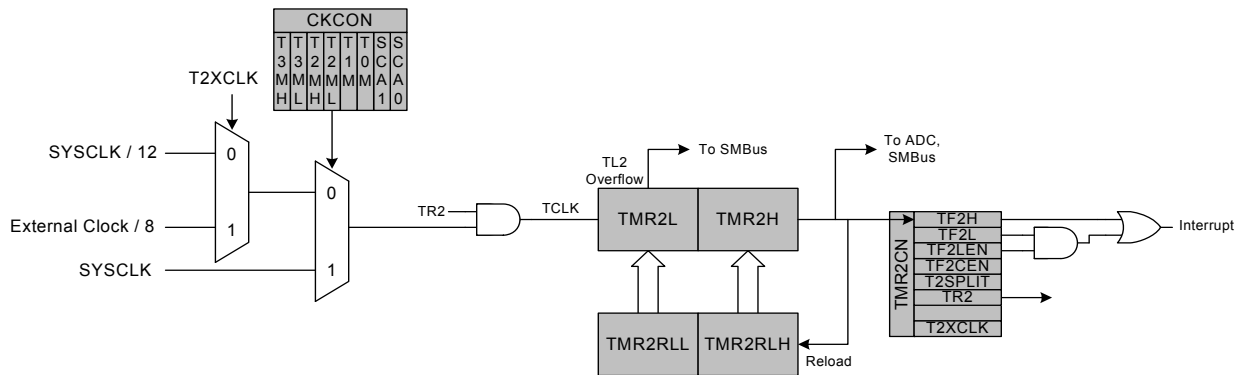 CKCON
T3MH
T3ML
T2MH
T2ML
T1M
T0M
SCA1
SCA0
T2XCLK
SYSCLK / 12
0
External Clock / 8
1
SYSCLK
0
1
TR2
TCLK
TL2
Overflow
To SMBus
To ADC,
SMBus
TMR2L
TMR2H
TMR2RLL
TMR2RLH
Reload
TMR2CN
TF2H
TF2L
TF2LEN
TF2CEN
T2SPLIT
TR2
T2XCLK
Interrupt